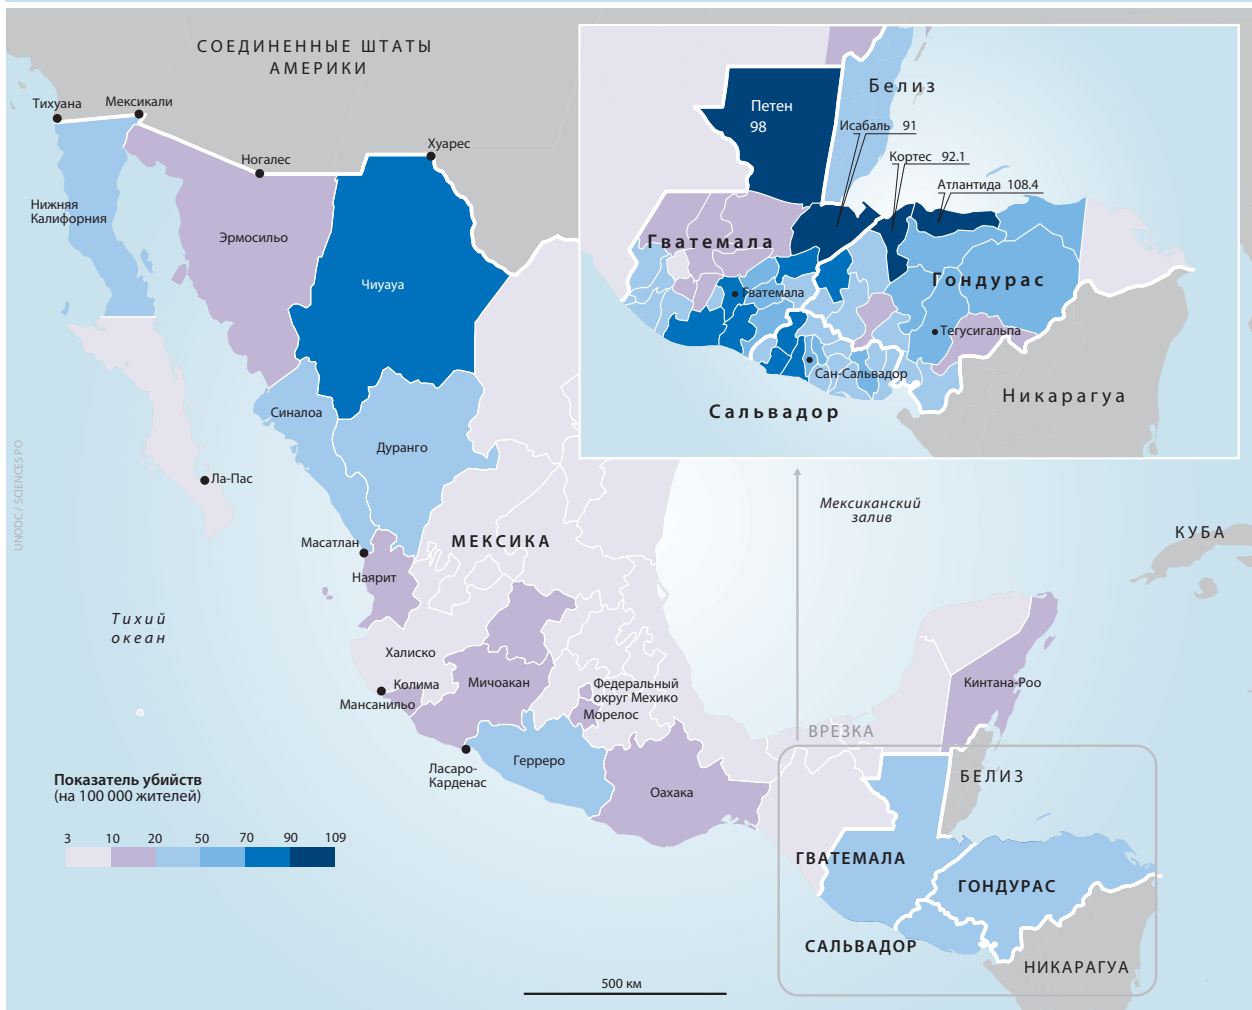 СОЕДИНЕННЫЕ ШТАТЫ
АМЕРИКИ
Тихуана
Мексикали
Ногалес
Хуарес
Нижняя
Калифорния
Эрмосильо
Чиуауа
Синалоа
Дуранго
Ла-Пас
Масатлан
Наярит
МЕКСИКА
Мексиканский
залив
КУБА
Тихий
океан
Халиско
Колима
Мансанильо
Мичоакан
Федеральный
округ Мехико
Морелос
Ласаро-
Карденас
Герреро
Оахака
Кинтана-Роо
ВРЕЗКА
БЕЛИЗ
ГВАТЕМАЛА
ГОНДУРАС
САЛЬВАДОР
НИКАРАГУА
Белиз
Петен
98
Исабаль 91
Кортес 92.1
Атлантида 108.4
Гватемала
Гватемала
Гондурас
Тегусигальпа
Сан-Сальвадор
Сальвадор
Никарагуа
Показатель убийств
(на 100 000 жителей)
3 10 20 50 70 90 109
500 км
UNODC / SCIENCES PO